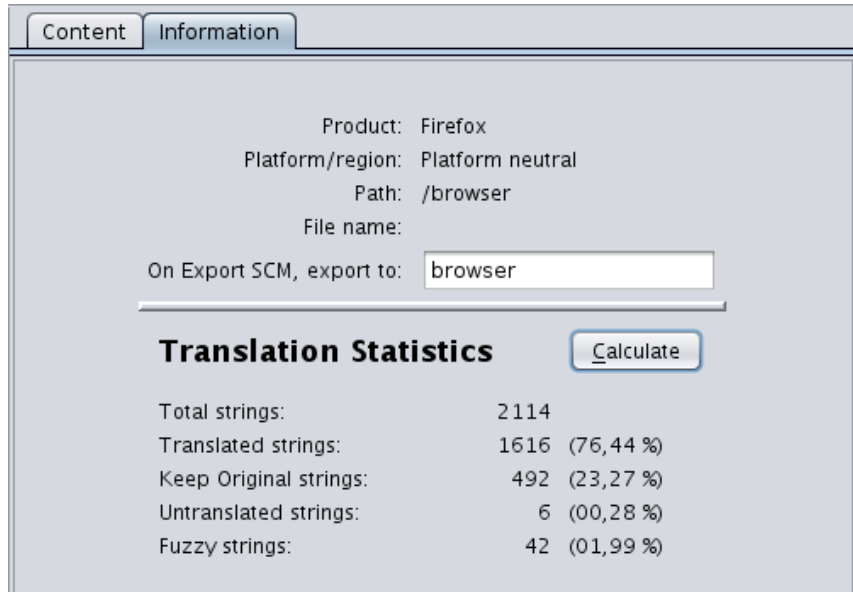 Content Information
Product: Firefox
Platform/region: Platform neutral
Path: /browser
File name:
On Export SCM, export to: browser
Translation Statistics Calculate
Total strings: 2114
Translated strings: 1616 (76,44 %)
Keep Original strings: 492 (23,27 %)
Untranslated strings: 6 (00,28 %)
Fuzzy strings: 42 (01,99 %)